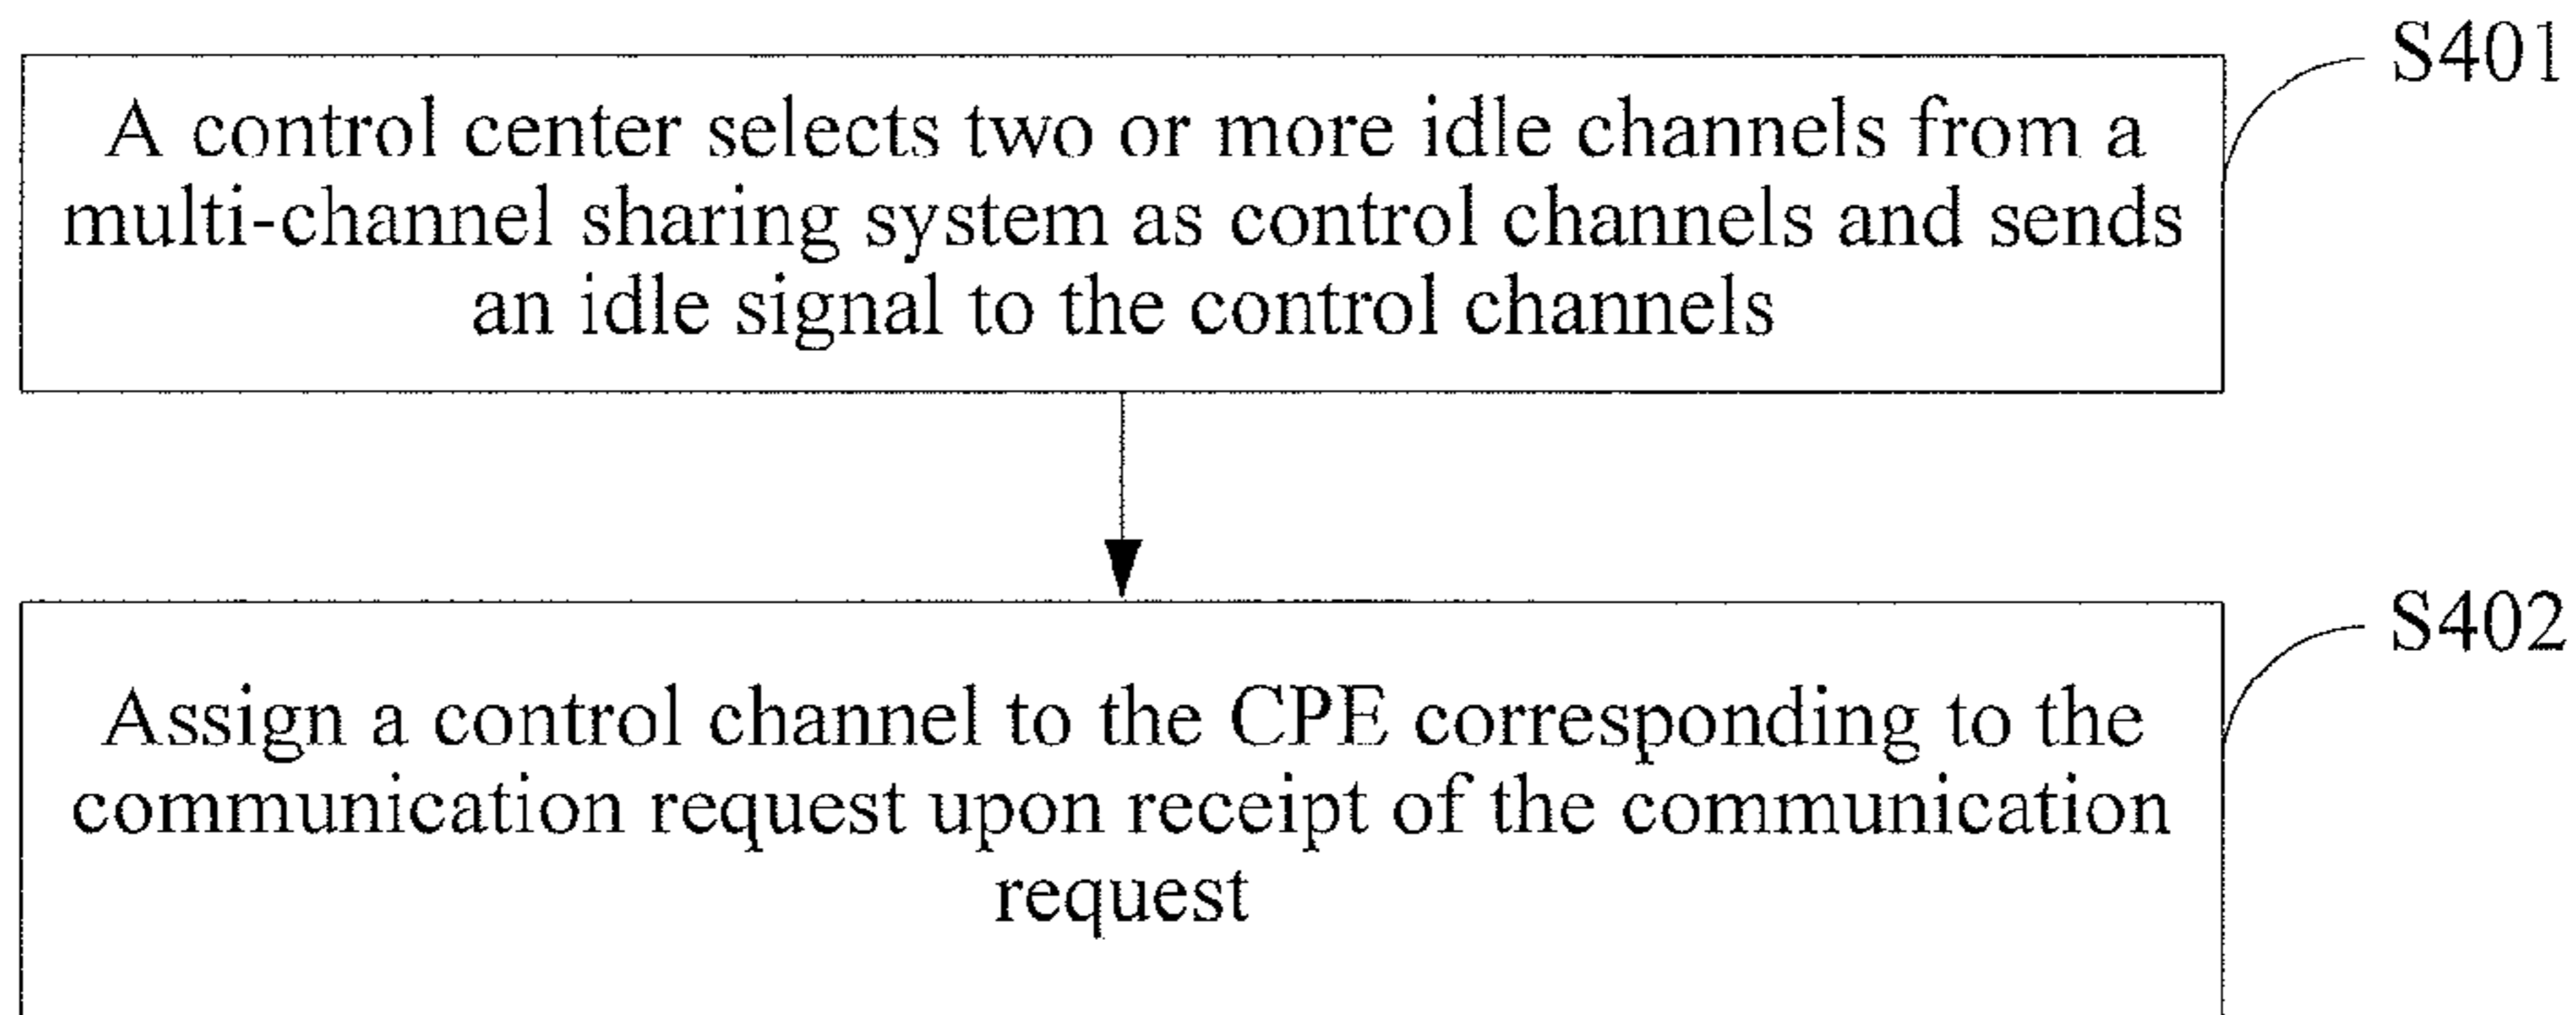 S401
A control center selects two or more idle channels from a
multi-channel sharing system as control channels and sends
an idle signal to the control channels
S402
Assign a control channel to the CPE corresponding to the
communication request upon receipt of the communication
request